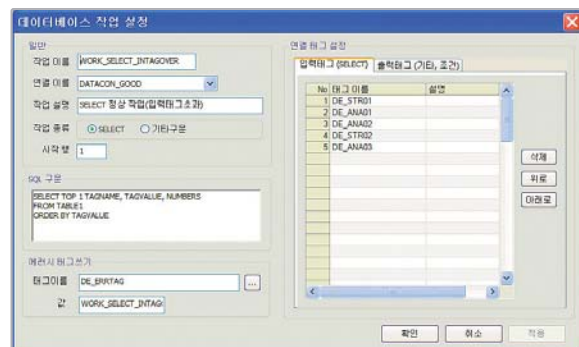 데이터베이스 작업 설정
일반
작업 이름 WORK_SELECT_INTAGOVER
연결 이름 DATACON_GOOD
작업 설명 SELECT 정상 작업(입력태그초과)
작업 종류 SELECT 기타구문
시작 행 1
SQL 구문
SELECT TOP 1 TAGNAME, TAGVALUE, NUMBERS
FROM TABLE1
ORDER BY TAGVALUE
에러시 태그쓰기
태그이름 DE_ERRTAG ...
값 WORK_SELECT_INTAG
연결 태그 설정
입력태그 (SELECT) 출력태그 (기타, 조건)
No 태그 이름 설명
1 DE_STR01
2 DE_ANA01
3 DE_ANA02
4 DE_STR02
5 DE_ANA03
삭제
위로
아래로
확인 취소 적용